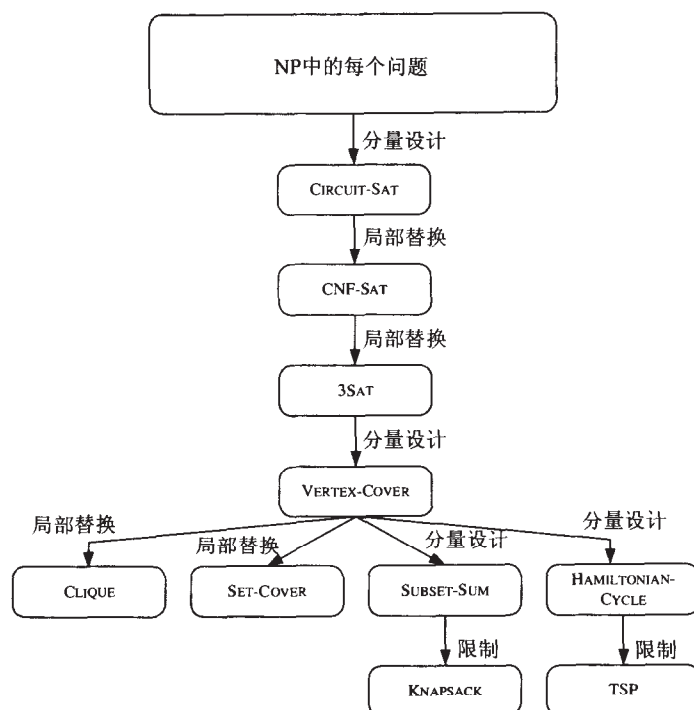 NP中的每个问题
分量设计
CIRCUIT-SAT
局部替换
CNF-SAT
局部替换
3SAT
分量设计
VERTEX-COVER
局部替换
局部替换
分量设计
分量设计
CLIQUE
SET-COVER
SUBSET-SUM
HAMILTONIAN-
CYCLE
限制
限制
KNAPSACK
TSP